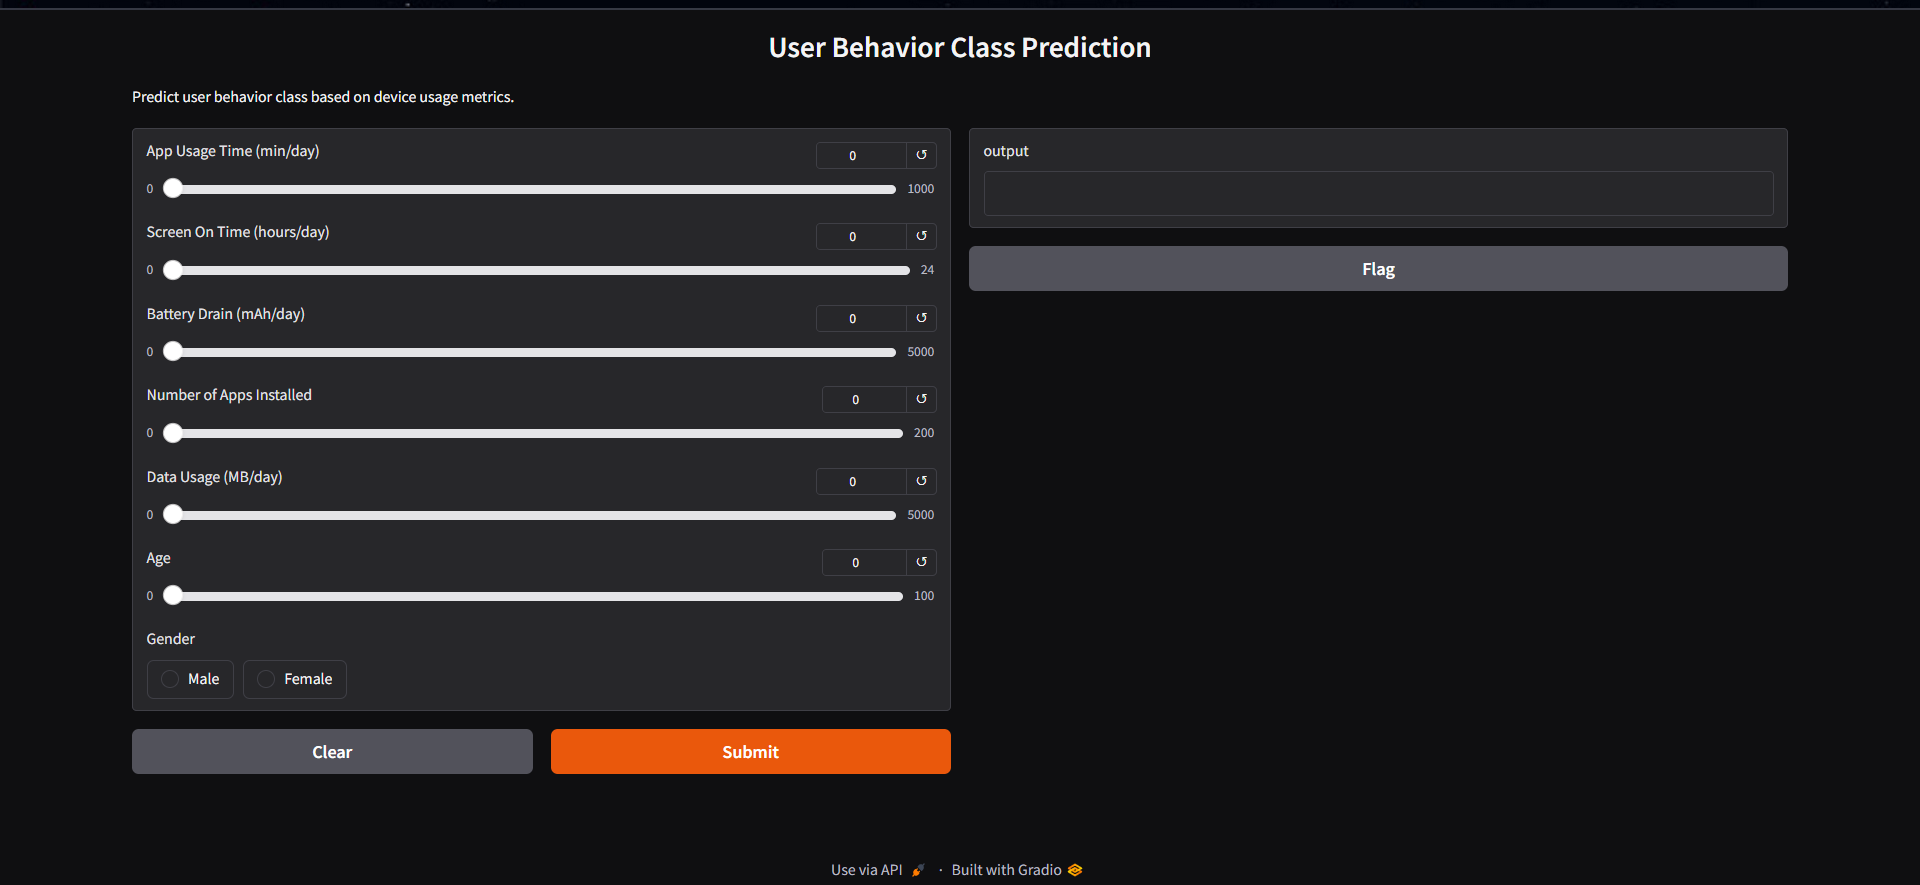 User Behavior Class Prediction
Predict user behavior class based on device usage metrics.
App Usage Time (min/day)
0 ↺
0 1000
Screen On Time (hours/day)
0 ↺
0 24
Battery Drain (mAh/day)
0 ↺
0 5000
Number of Apps Installed
0 ↺
0 200
Data Usage (MB/day)
0 ↺
0 5000
Age
0 ↺
0 100
Gender
Male Female
Clear Submit
output
Flag
Use via API 🚀 · Built with Gradio